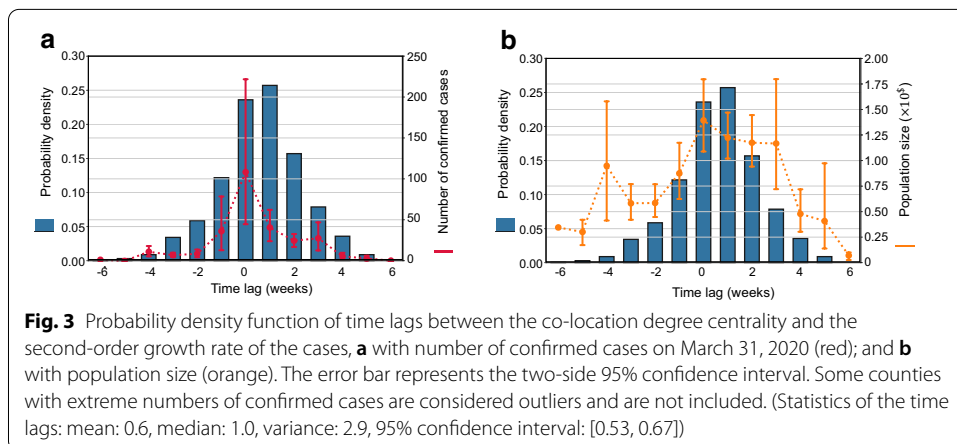 a
0.30
0.25
0.20
0.15
0.10
0.05
0.00
Probability density
250
200
150
100
50
0
Number of confirmed cases
-6 -4 -2 0 2 4 6
Time lag (weeks)
b
0.30
0.25
0.20
0.15
0.10
0.05
0.00
Probability density
2.00
1.75
1.50
1.25
1.00
0.75
0.50
0.25
0
Population size (×10$)
-6 -4 -2 0 2 4 6
Time lag (weeks)
Fig. 3 Probability density function of time lags between the co-location degree centrality and the
second-order growth rate of the cases, a with number of confirmed cases on March 31, 2020 (red); and b
with population size (orange). The error bar represents the two-side 95% confidence interval. Some counties
with extreme numbers of confirmed cases are considered outliers and are not included. (Statistics of the time
lags: mean: 0.6, median: 1.0, variance: 2.9, 95% confidence interval: [0.53, 0.67])